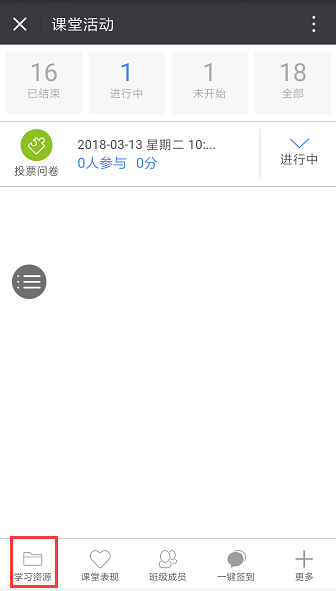 课堂活动
16 1 1 18
已结束 进行中 未开始 全部
2018-03-13 星期二 10:...
0人参与 0分
投票问卷
进行中
学习资源 课堂表现 班级成员 一键签到 更多